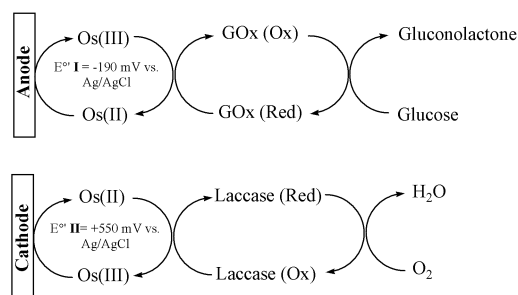 Anode
Os(III)
E°' I = -190 mV vs.
Ag/AgCl
Os(II)
GOx (Ox)
GOx (Red)
Gluconolactone
Glucose
Cathode
Os(II)
E°' II= +550 mV vs.
Ag/AgCl
Os(III)
Laccase (Red)
Laccase (Ox)
H₂O
O₂